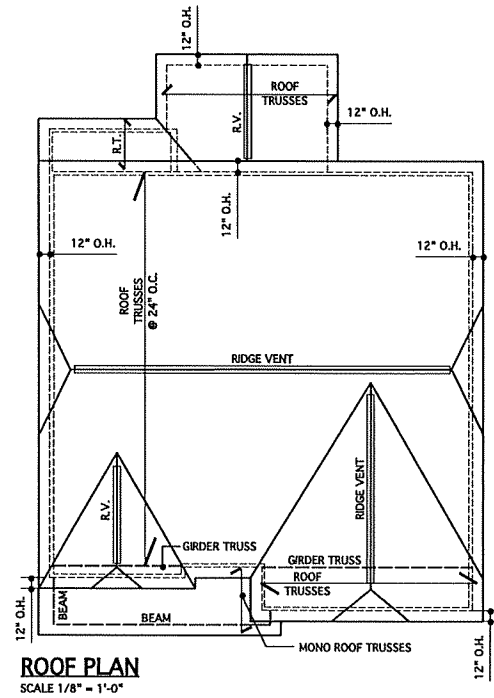 12" O.H.
ROOF
TRUSSES
12" O.H.
R.V.
R.T.
12" O.H.
12" O.H.
12" O.H.
ROOF
TRUSSES
@ 24" O.C.
RIDGE VENT
RIDGE VENT
R.V.
GIRDER TRUSS
GIRDER TRUSS
ROOF
TRUSSES
BEAM
BEAM
12" O.H.
MONO ROOF TRUSSES
12" O.H.
ROOF PLAN
SCALE 1/8" = 1'-0"